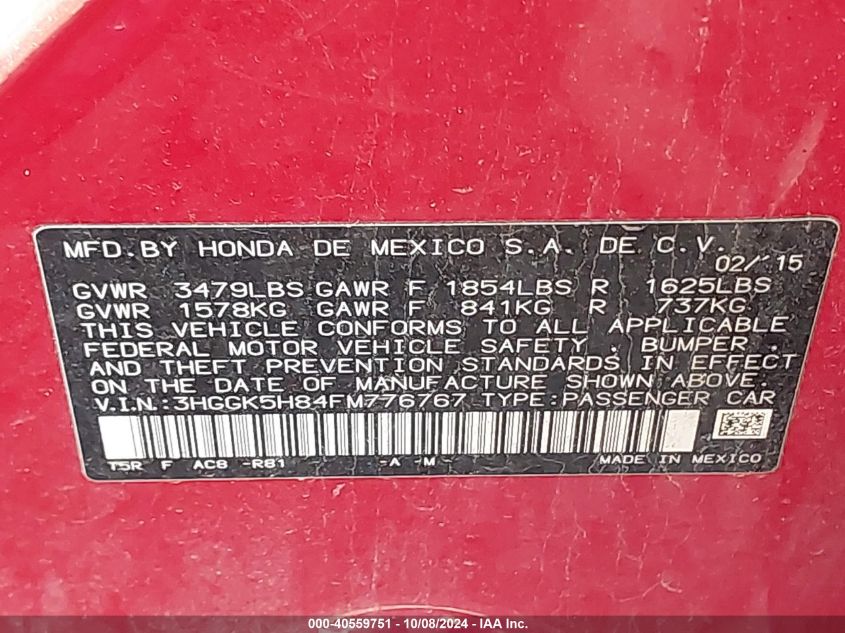 MFD.BY HONDA DE MEXICO S.A. DE C.V.
02/15
GVWR 3479LBS GAWR F 1854LBS R 1625LBS
GVWR 1578KG GAWR F 841KG R 737KG
THIS VEHICLE CONFORMS TO ALL APPLICABLE
FEDERAL MOTOR VEHICLE SAFETY , BUMPER ,
AND THEFT PREVENTION STANDARDS IN EFFECT
ON THE DATE OF MANUFACTURE SHOWN ABOVE.
V.I.N.:3HGGK5H84FM776767 TYPE:PASSENGER CAR
T5R F AC8 -R81 -A -M- MADE IN MEXICO
000-40559751 - 10/08/2024 - IAA Inc.